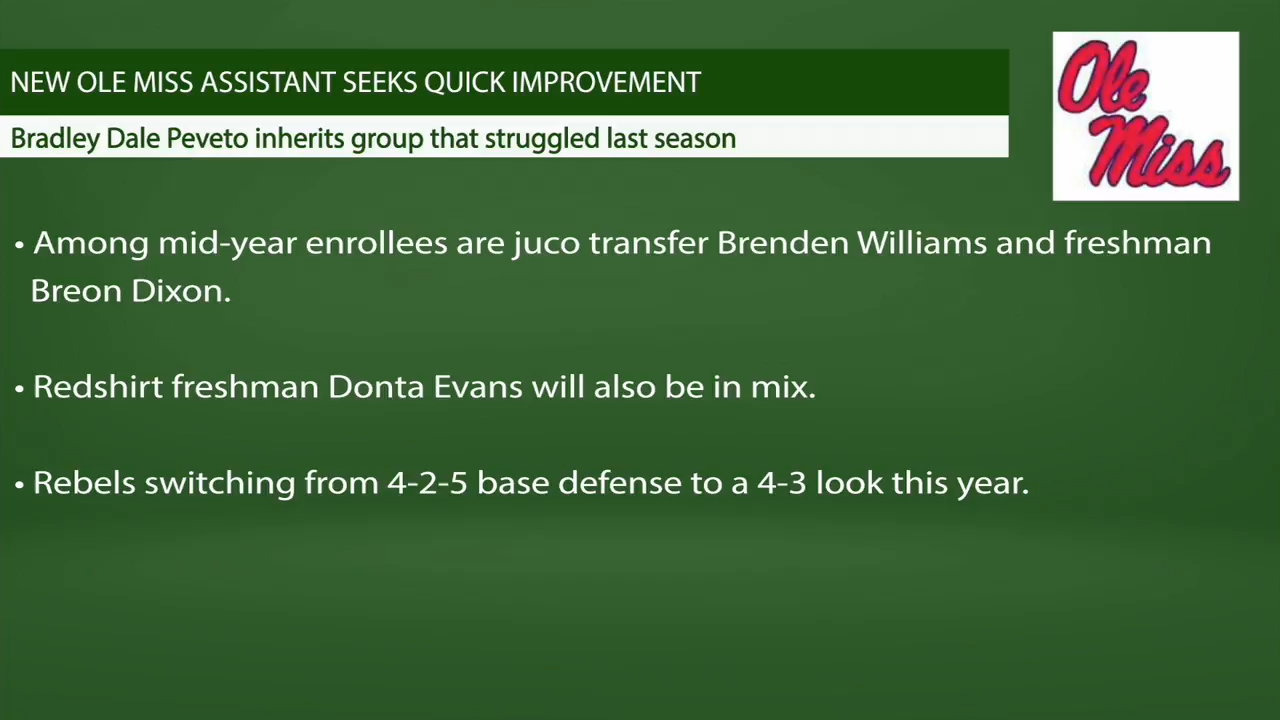 NEW OLE MISS ASSISTANT SEEKS QUICK IMPROVEMENT
Bradley Dale Peveto inherits group that struggled last season
Ole
Miss
• Among mid-year enrollees are juco transfer Brenden Williams and freshman
Breon Dixon.
• Redshirt freshman Donta Evans will also be in mix.
• Rebels switching from 4-2-5 base defense to a 4-3 look this year.